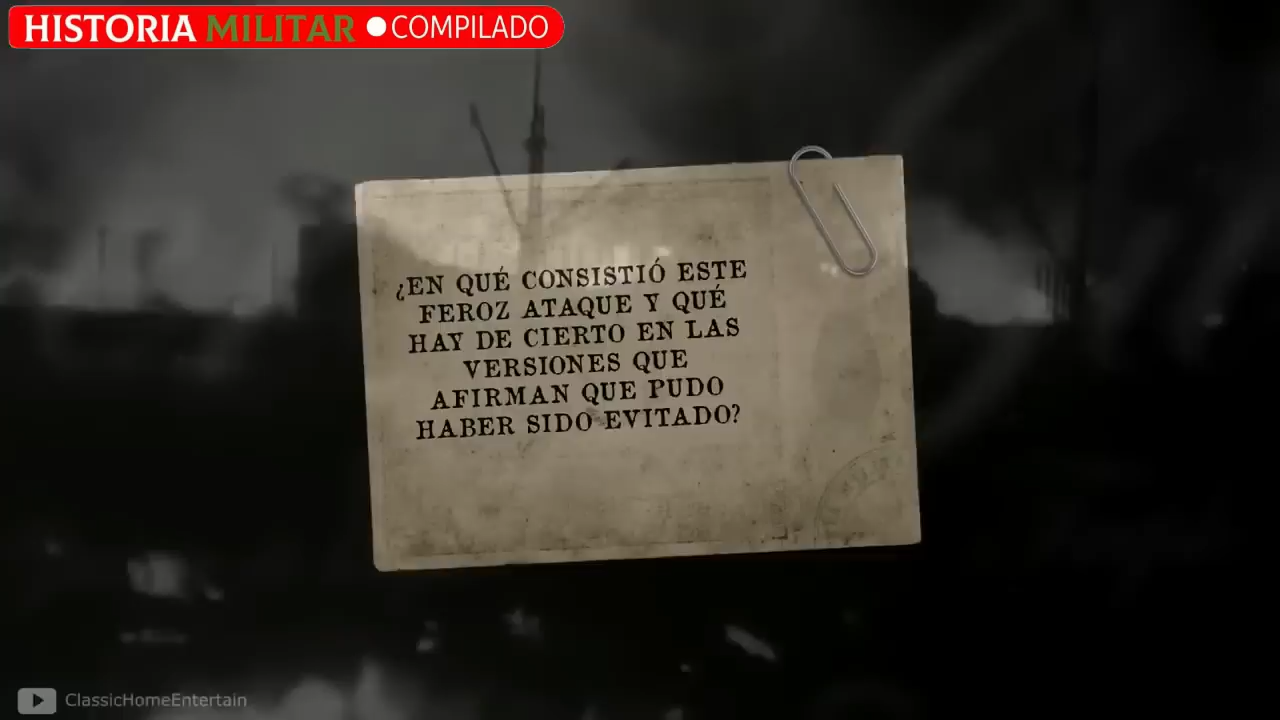 HISTORIA MILITAR COMPILADO
¿EN QUÉ CONSISTIÓ ESTE
FEROZ ATAQUE Y QUÉ
HAY DE CIERTO EN LAS
VERSIONES QUE
AFIRMAN QUE PUDO
HABER SIDO EVITADO?
ClassicHomeEntertain